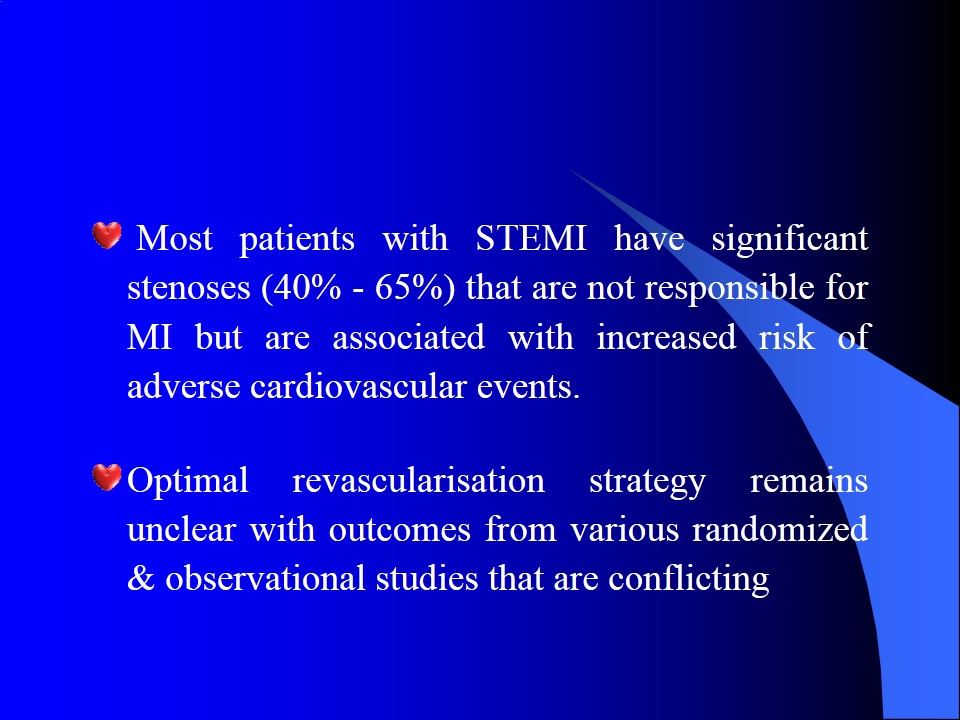 Most patients with STEMI have significant
stenoses (40% - 65%) that are not responsible for
MI but are associated with increased risk of
adverse cardiovascular events.
Optimal revascularisation strategy remains
unclear with outcomes from various randomized
& observational studies that are conflicting